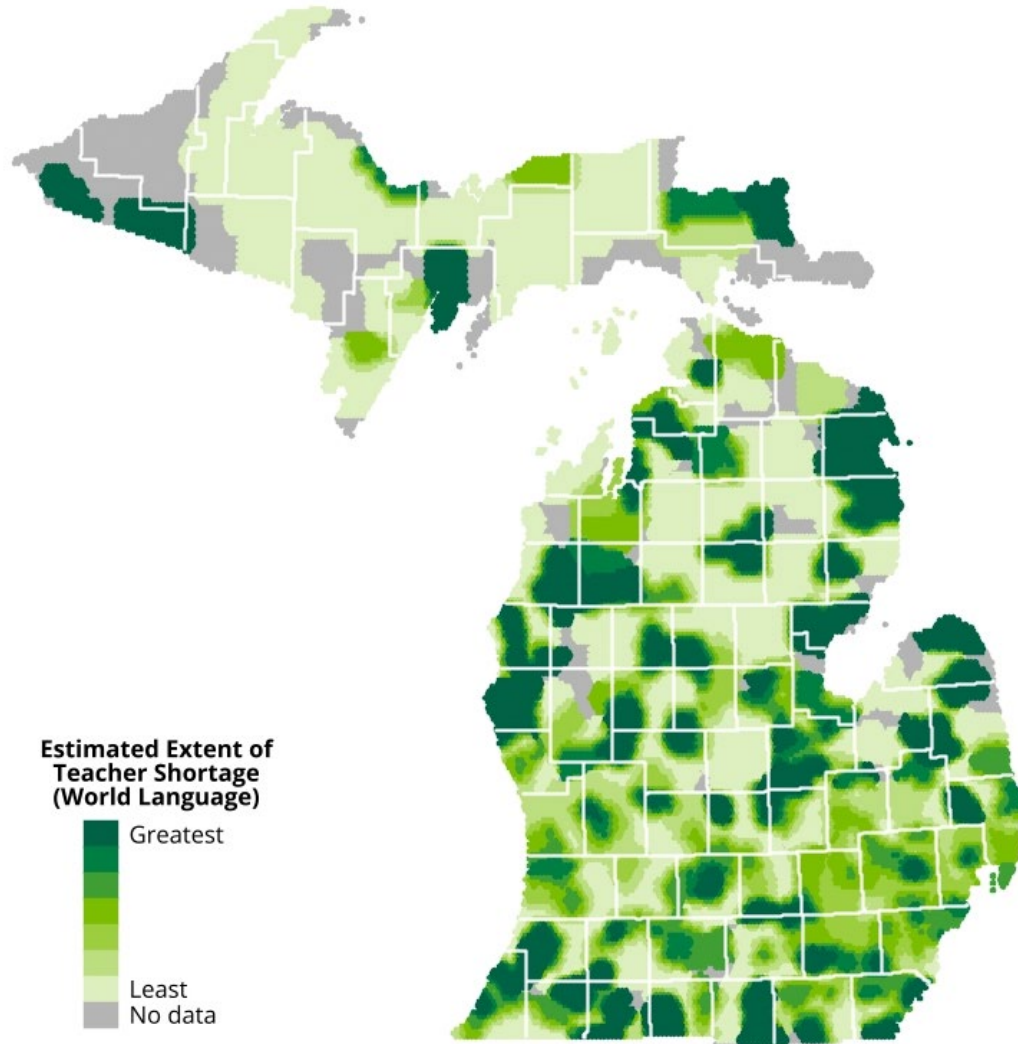 Estimated Extent of
Teacher Shortage
(World Language)
Greatest
Least
No data